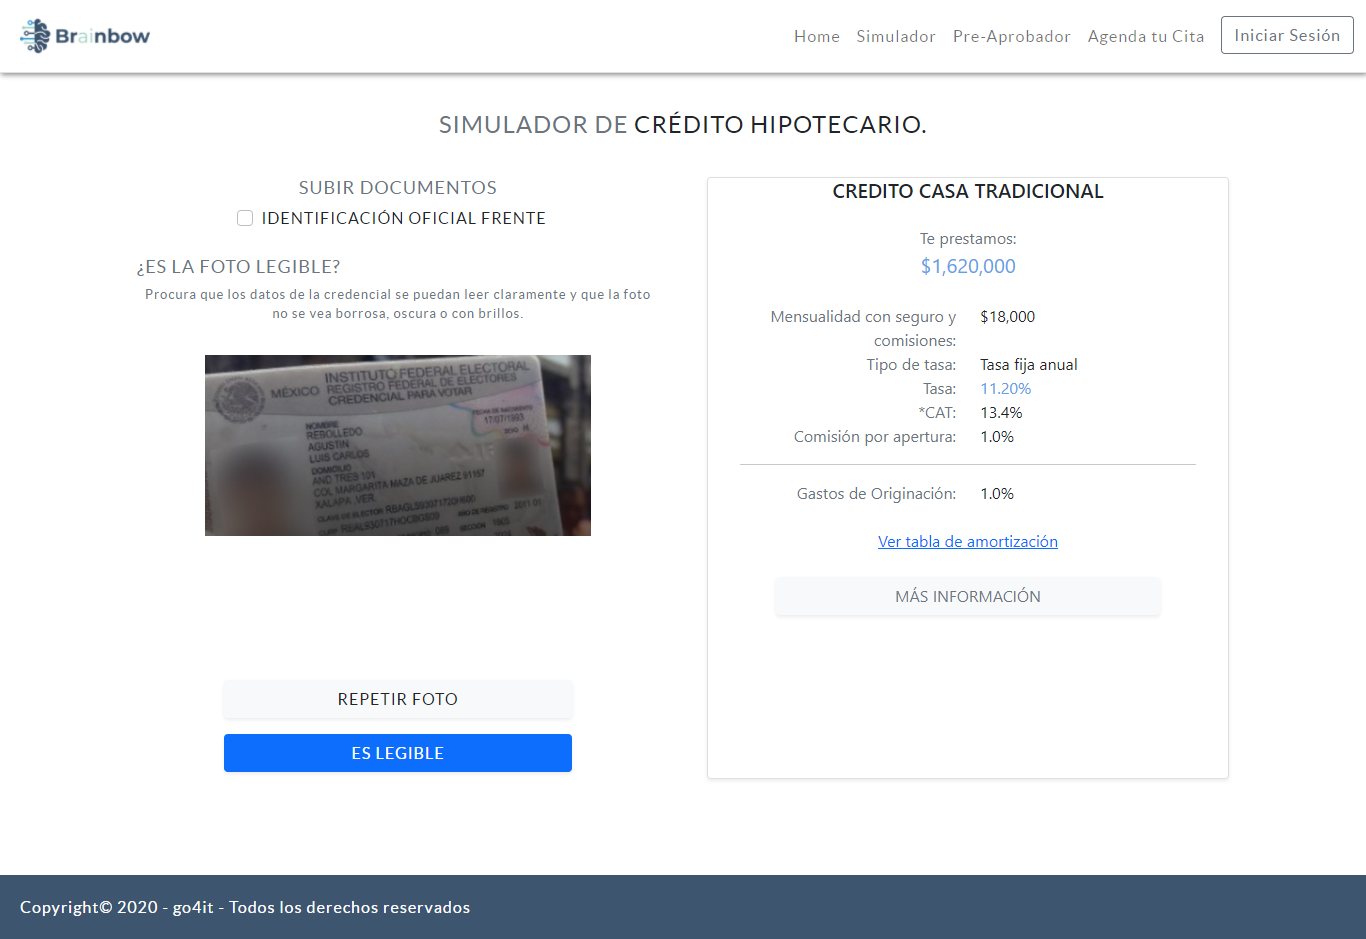 Brainbow
Home Simulador Pre-Aprobador Agenda tu Cita Iniciar Sesión
SIMULADOR DE CRÉDITO HIPOTECARIO.
SUBIR DOCUMENTOS
IDENTIFICACIÓN OFICIAL FRENTE
¿ES LA FOTO LEGIBLE?
Procura que los datos de la credencial se puedan leer claramente y que la foto
no se vea borrosa, oscura o con brillos.
INSTITUTO FEDERAL ELECTORAL
MÉXICO REGISTRO FEDERAL DE ELECTORES
CREDENCIAL PARA VOTAR
FECHA DE NACIMIENTO
17/07/1993
NOMBRE
REBOLLEDO
AGUSTIN
LUIS CARLOS
DOMICILIO
AND TRES 101
COL MARGARITA MAZA DE JUAREZ 91157
XALAPA ,VER.
CLAVE DE ELECTOR
AÑO DE REGISTRO 2011 01
SECCIÓN 1903
REPETIR FOTO
ES LEGIBLE
CREDITO CASA TRADICIONAL
Te prestamos:
$1,620,000
Mensualidad con seguro y $18,000
comisiones:
Tipo de tasa: Tasa fija anual
Tasa: 11.20%
*CAT: 13.4%
Comisión por apertura: 1.0%
Gastos de Originación: 1.0%
Ver tabla de amortización
MÁS INFORMACIÓN
Copyright© 2020 - go4it - Todos los derechos reservados